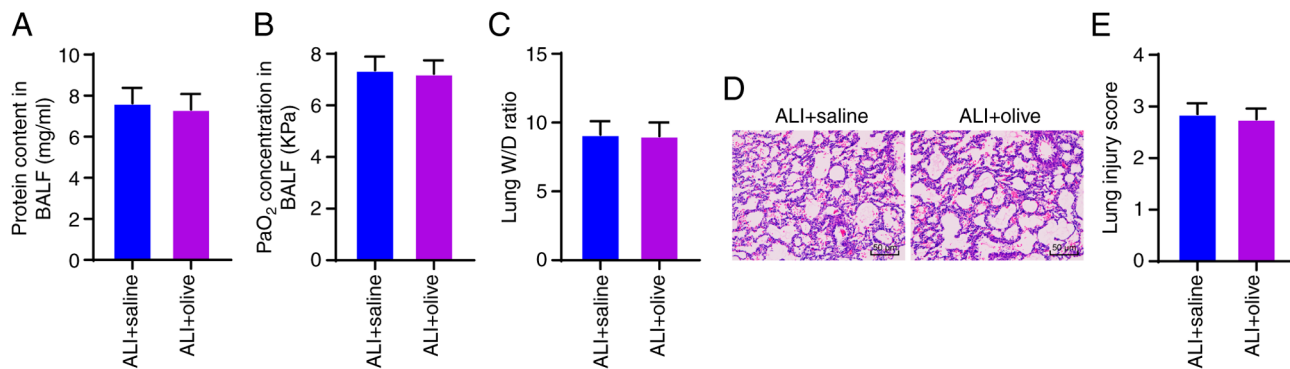 A
Protein content in
BALF (mg/ml)
10
8
6
4
2
0
ALI+saline
ALI+olive
B
PaO₂ concentration in
BALF (KPa)
8
6
4
2
0
ALI+saline
ALI+olive
C
Lung W/D ratio
15
10
5
0
ALI+saline
ALI+olive
D
ALI+saline
ALI+olive
50 μm
50 μm
E
Lung injury score
4
3
2
1
0
ALI+saline
ALI+olive